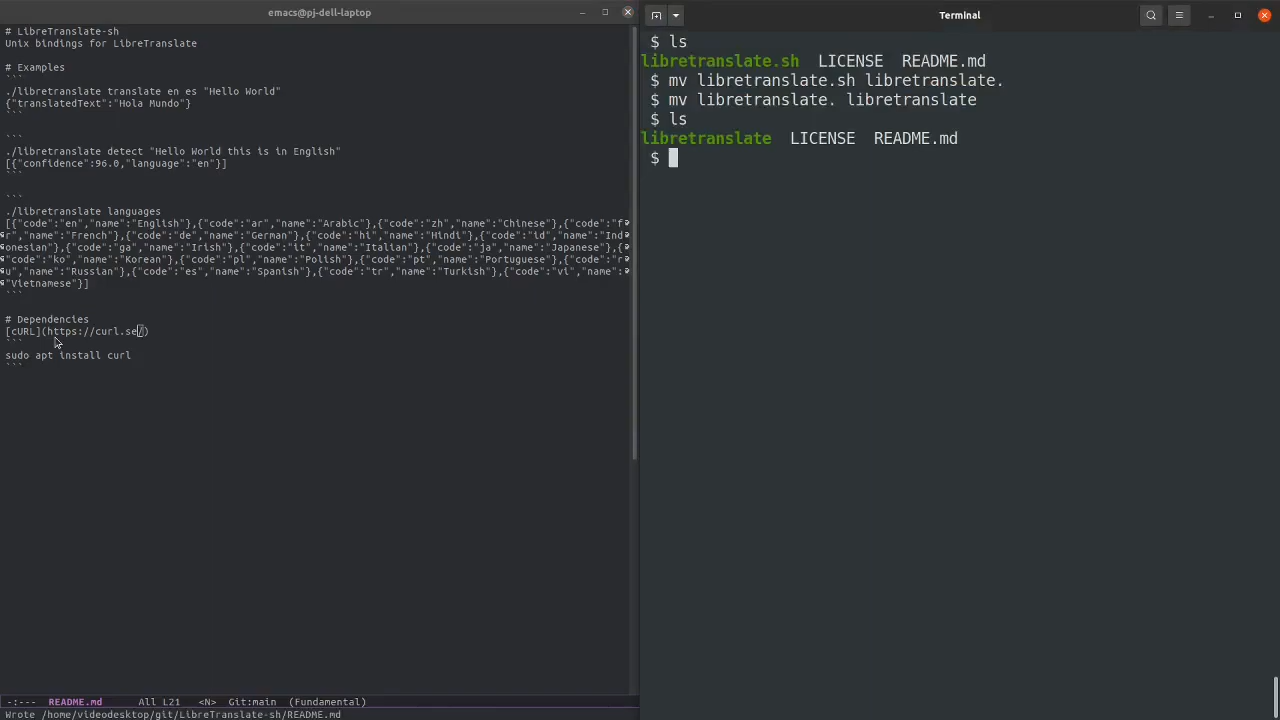 emacs@pj-dell-laptop
# LibreTranslate-sh
Unix bindings for LibreTranslate
# Examples
```
./libretranslate translate en es "Hello World"
{"translatedText":"Hola Mundo"}
```
```
./libretranslate detect "Hello World this is in English"
[{"confidence":96.0,"language":"en"}]
```
```
./libretranslate languages
[{"code":"en","name":"English"},{"code":"ar","name":"Arabic"},{"code":"zh","name":"Chinese"},{"code":"f
r","name":"French"},{"code":"de","name":"German"},{"code":"hi","name":"Hindi"},{"code":"id","name":"Ind
onesian"},{"code":"ga","name":"Irish"},{"code":"it","name":"Italian"},{"code":"ja","name":"Japanese"},{
"code":"ko","name":"Korean"},{"code":"pl","name":"Polish"},{"code":"pt","name":"Portuguese"},{"code":"r
u","name":"Russian"},{"code":"es","name":"Spanish"},{"code":"tr","name":"Turkish"},{"code":"vi","name":
"Vietnamese"}]
```
# Dependencies
[cURL](https://curl.se/)
```
sudo apt install curl
```
-:--- README.md All L21 <N> Git:main (Fundamental)
Wrote /home/videodesktop/git/LibreTranslate-sh/README.md
Terminal
$ ls
libretranslate.sh LICENSE README.md
$ mv libretranslate.sh libretranslate.
$ mv libretranslate. libretranslate
$ ls
libretranslate LICENSE README.md
$